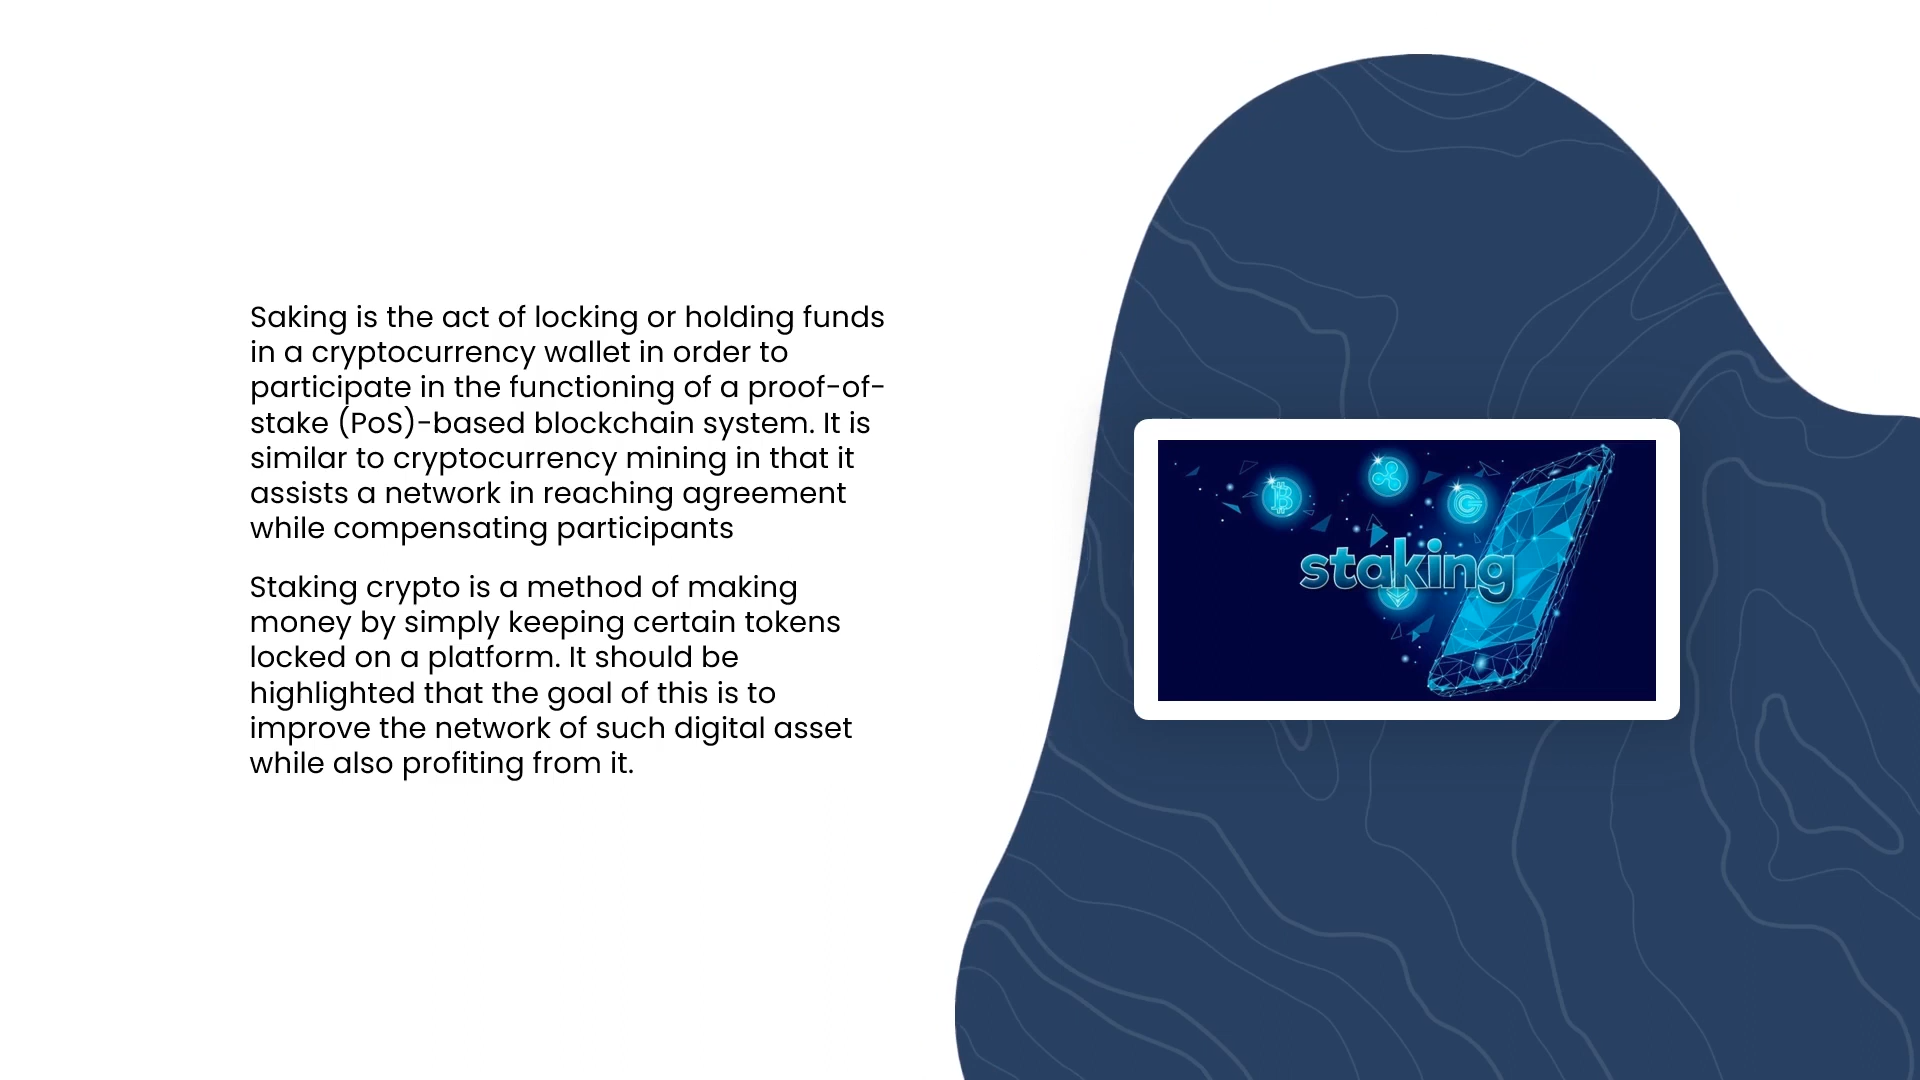 Saking is the act of locking or holding funds
in a cryptocurrency wallet in order to
participate in the functioning of a proof-of-
stake (PoS)-based blockchain system. It is
similar to cryptocurrency mining in that it
assists a network in reaching agreement
while compensating participants
Staking crypto is a method of making
money by simply keeping certain tokens
locked on a platform. It should be
highlighted that the goal of this is to
improve the network of such digital asset
while also profiting from it.
staking